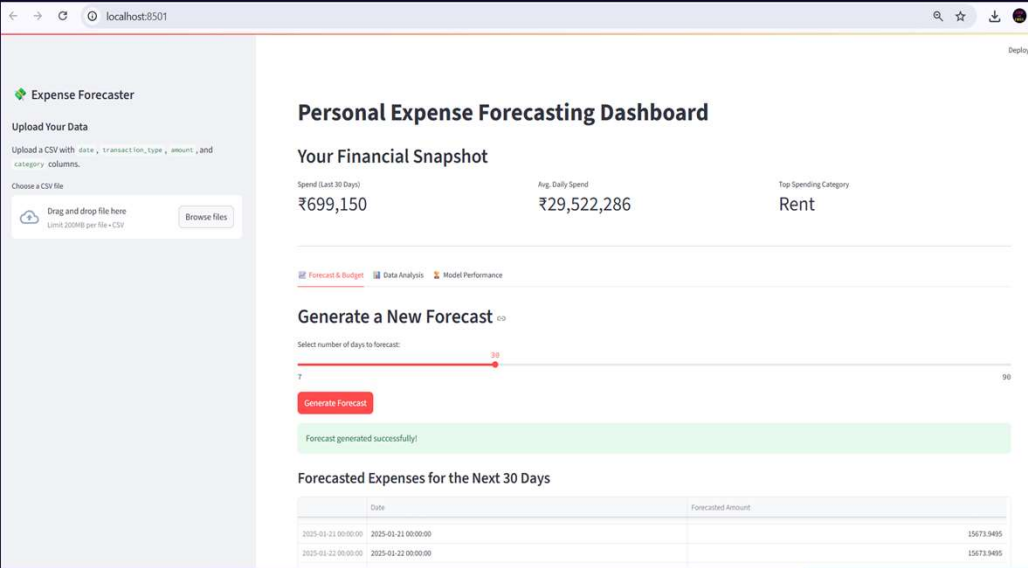 localhost:8501
Deploy
Expense Forecaster
Upload Your Data
Upload a CSV with date, transaction_type, amount, and
category columns.
Choose a CSV file
Drag and drop file here
Limit 200MB per file • CSV
Browse files
Personal Expense Forecasting Dashboard
Your Financial Snapshot
Spend (Last 30 Days)
₹699,150
Avg. Daily Spend
₹29,522,286
Top Spending Category
Rent
Forecast & Budget
Data Analysis
Model Performance
Generate a New Forecast
Select number of days to forecast:
30
7
90
Generate Forecast
Forecast generated successfully!
Forecasted Expenses for the Next 30 Days
Date Forecasted Amount
2025-01-21 00:00:00 2025-01-21 00:00:00 15673.9495
2025-01-22 00:00:00 2025-01-22 00:00:00 15673.9495